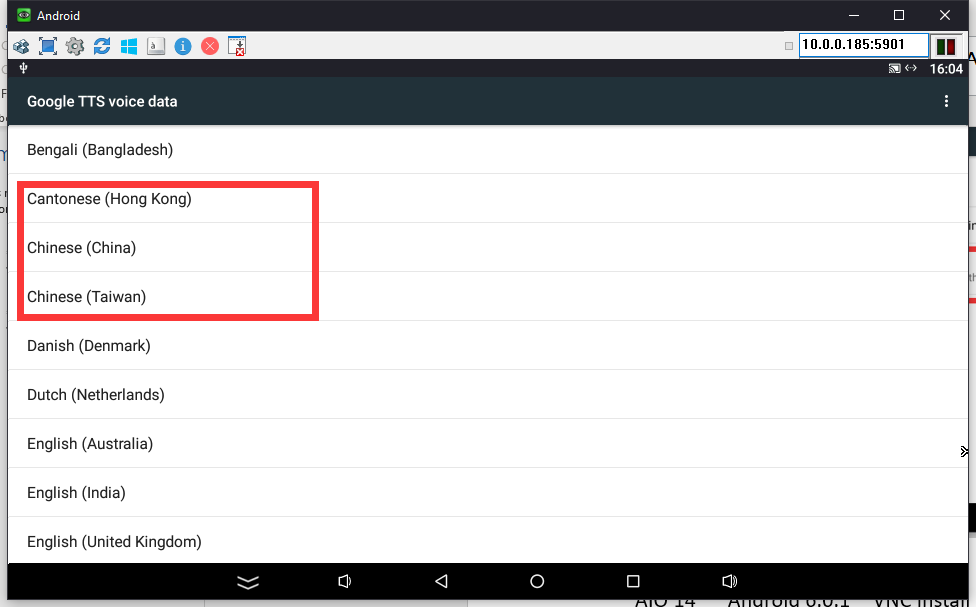 Android
10.0.0.185:5901
16:04
Google TTS voice data
Bengali (Bangladesh)
Cantonese (Hong Kong)
Chinese (China)
Chinese (Taiwan)
Danish (Denmark)
Dutch (Netherlands)
English (Australia)
English (India)
English (United Kingdom)
AIO 14 Android 6.0.1 VNC Install